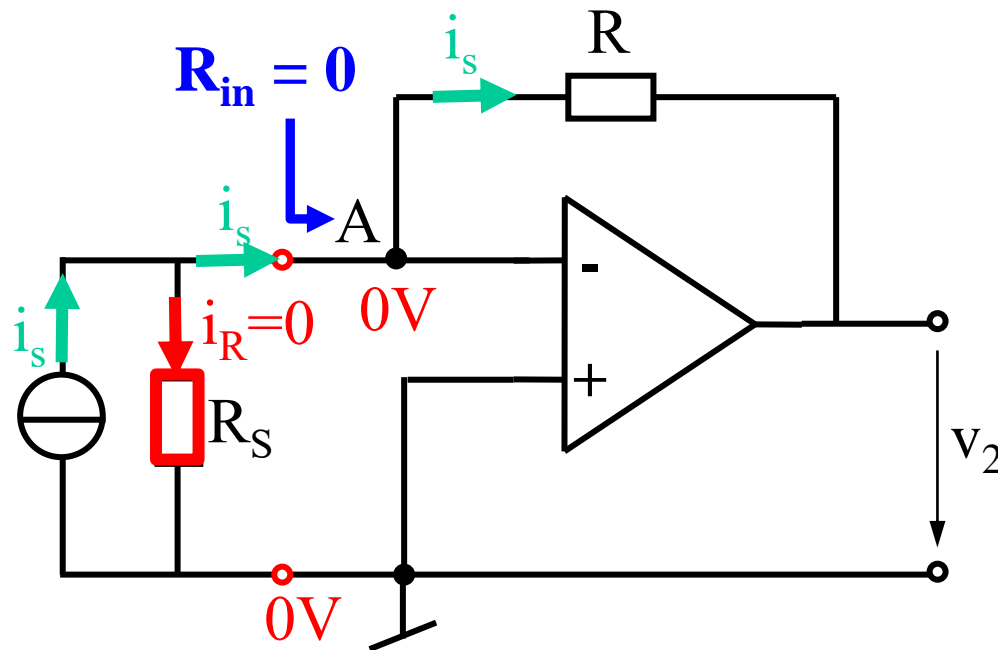 i_s
R
R_in = 0
i_s
A
0V
i_R=0
i_s
R_S
-
+
v_2
0V